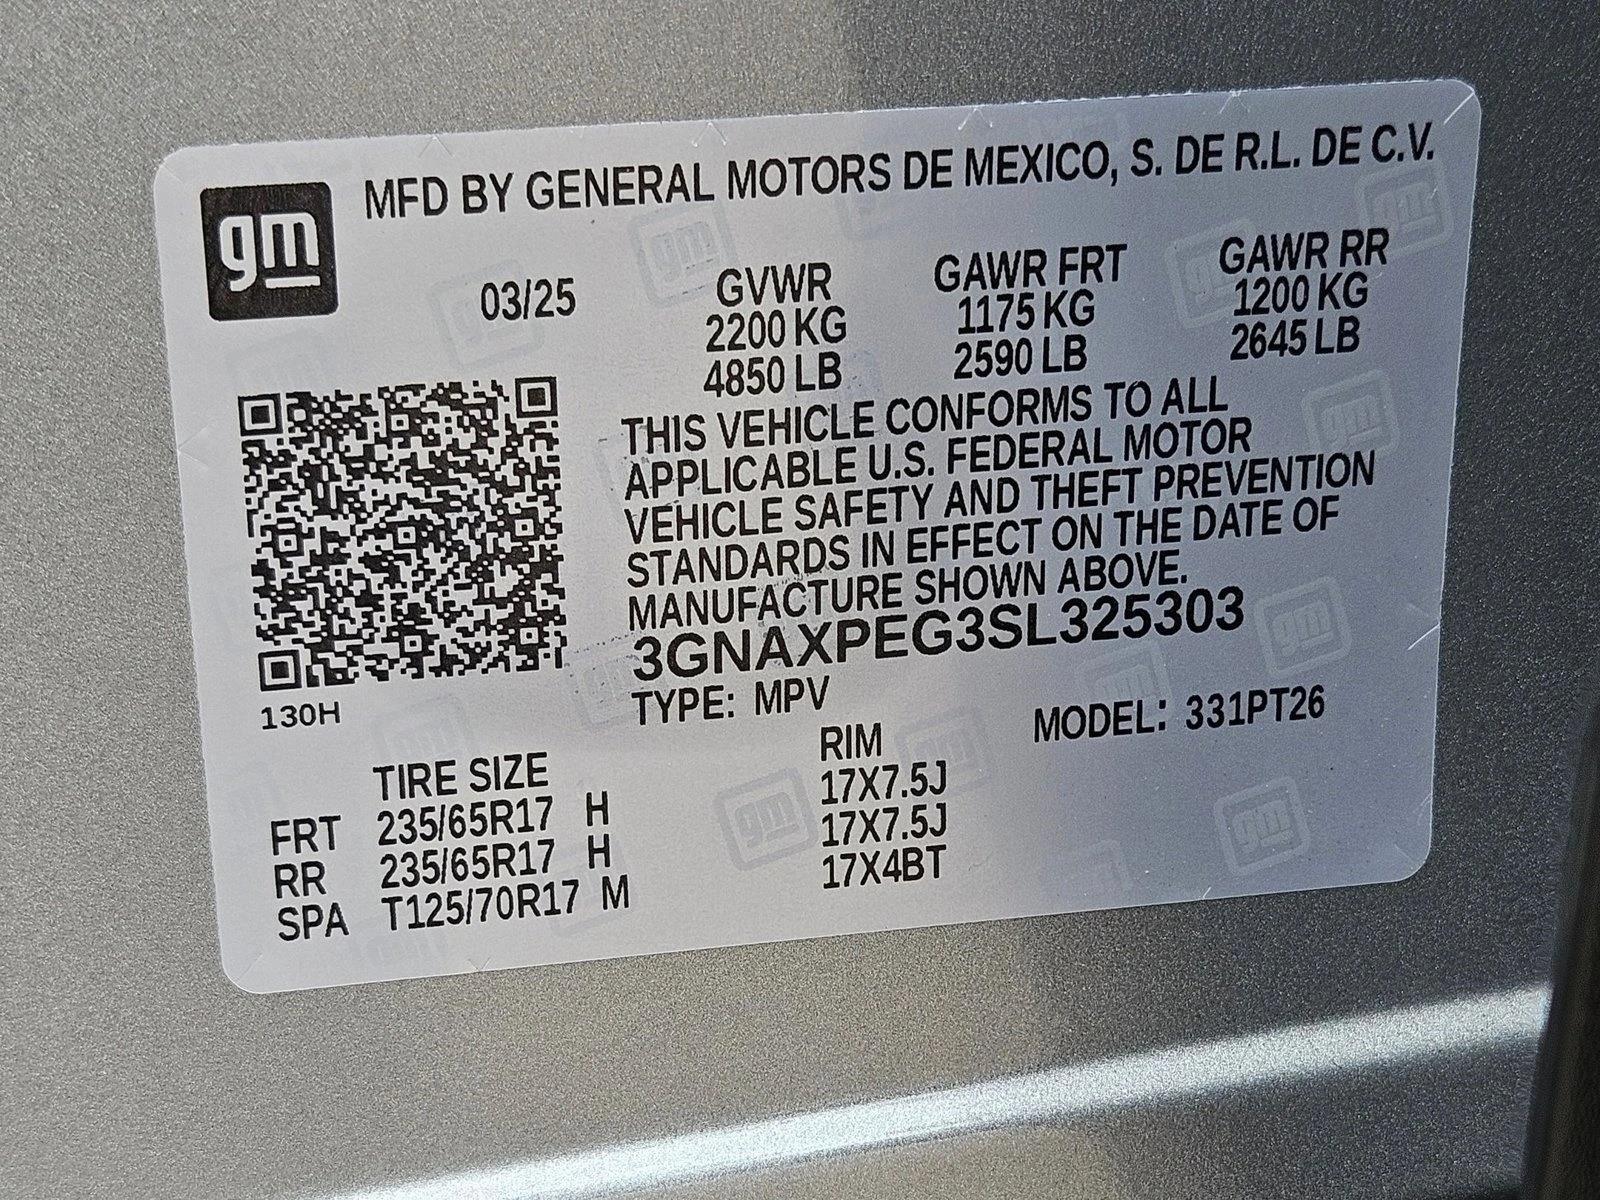 gm
MFD BY GENERAL MOTORS DE MEXICO, S. DE R.L. DE C.V.
03/25 GVWR GAWR FRT GAWR RR
2200 KG 1175 KG 1200 KG
4850 LB 2590 LB 2645 LB
THIS VEHICLE CONFORMS TO ALL
APPLICABLE U.S. FEDERAL MOTOR
VEHICLE SAFETY AND THEFT PREVENTION
STANDARDS IN EFFECT ON THE DATE OF
MANUFACTURE SHOWN ABOVE.
3GNAXPEG3SL325303
130H
TYPE: MPV MODEL: 331PT26
TIRE SIZE RIM
FRT 235/65R17 H 17X7.5J
RR 235/65R17 H 17X7.5J
SPA T125/70R17 M 17X4BT